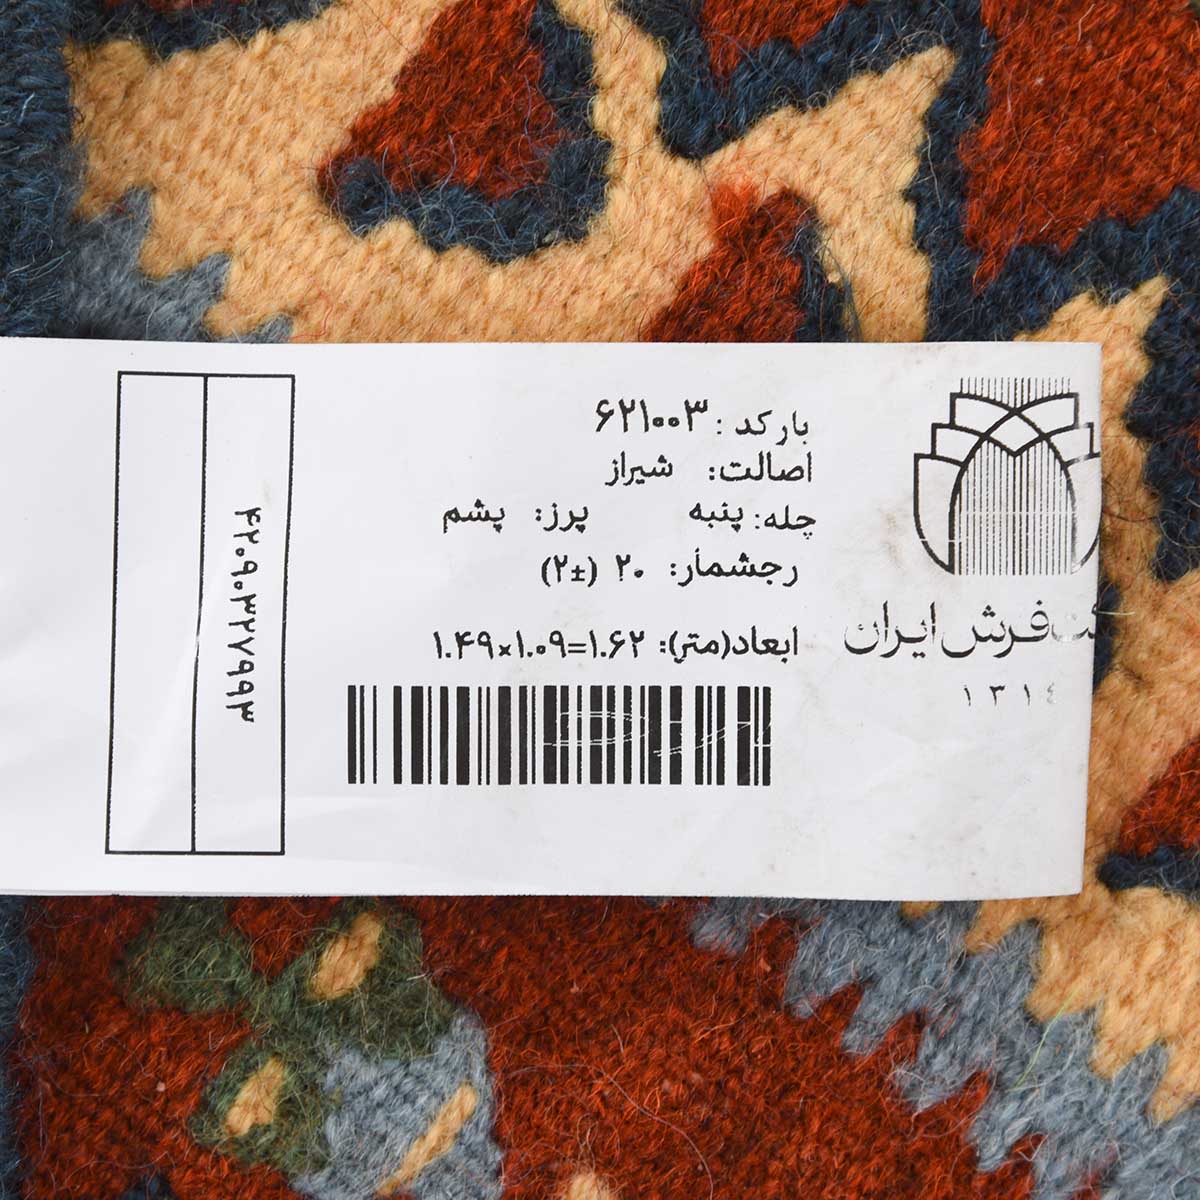 بارکد: ۶۲۱۰۰۳
اصالت: شیراز
چله: پنبه پرز: پشم
رجشمار: ۲۰ (±۲)
ابعاد(متر): ۱.۴۹×۱.۰۹=۱.۶۲
فرش ایران
۱۳۱٤
۴۲۰۹۰۳۲۷۷۹۹۳